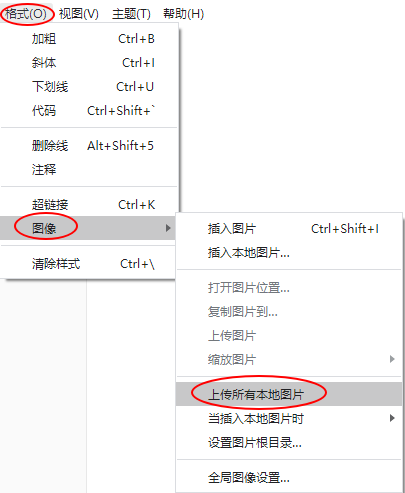 格式(O) 视图(V) 主题(T) 帮助(H)
加粗 Ctrl+B
斜体 Ctrl+I
下划线 Ctrl+U
代码 Ctrl+Shift+`
删除线 Alt+Shift+5
注释
超链接 Ctrl+K
图像
清除样式 Ctrl+\
插入图片 Ctrl+Shift+I
插入本地图片...
打开图片位置...
复制图片到...
上传图片
缩放图片
上传所有本地图片
当插入本地图片时
设置图片根目录...
全局图像设置...